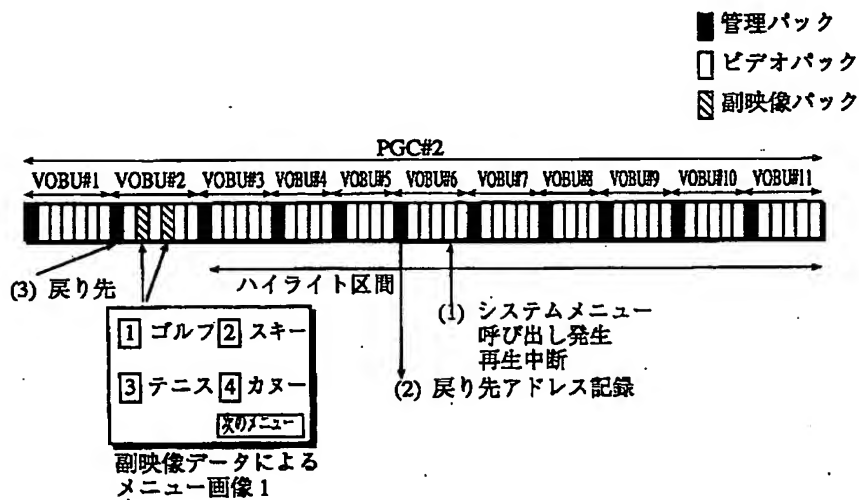 管理パック
ビデオパック
副映像パック
PGC#2
VOBU#1 VOBU#2 VOBU#3 VOBU#4 VOBU#5 VOBU#6 VOBU#7 VOBU#8 VOBU#9 VOBU#10 VOBU#11
(3) 戻り先
ハイライト区間
(1) システムメニュー
呼び出し発生
再生中断
(2) 戻り先アドレス記録
1 ゴルフ 2 スキー
3 テニス 4 カヌー
次のメニュー
副映像データによる
メニュー画像1